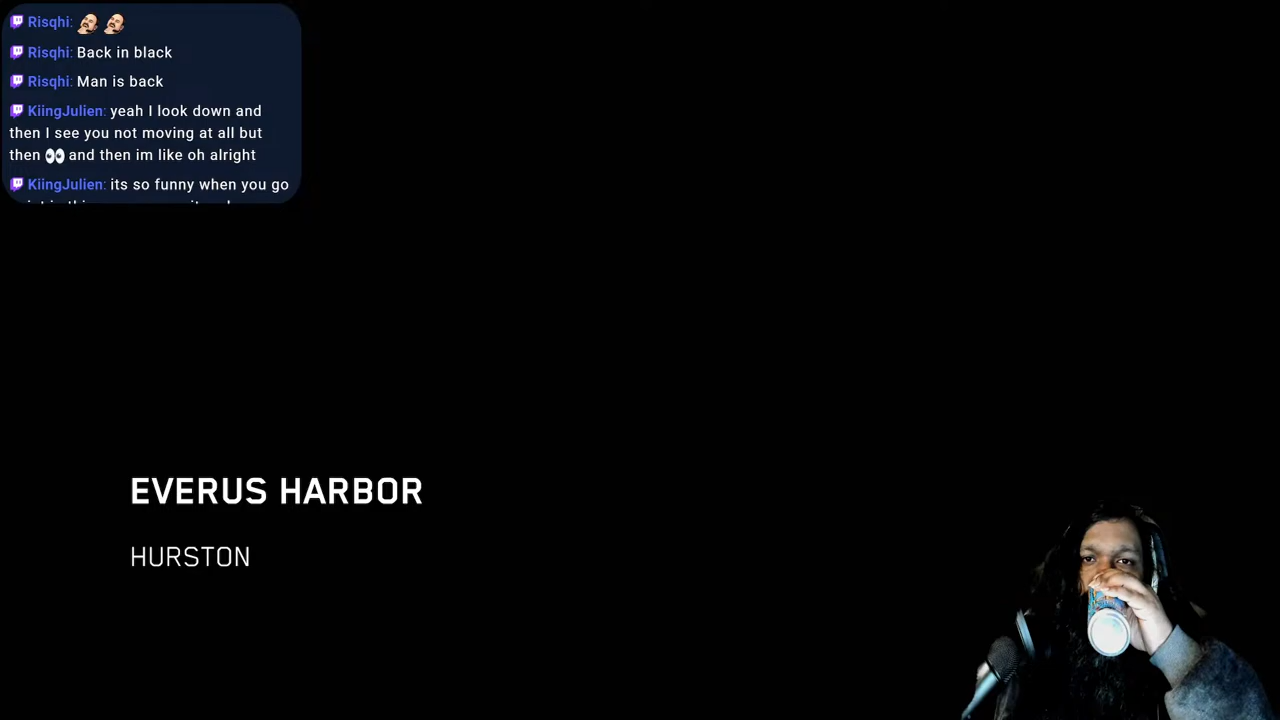 Risqhi:
Risqhi: Back in black
Risqhi: Man is back
KiingJulien: yeah I look down and
then I see you not moving at all but
then 👀 and then im like oh alright
KiingJulien: its so funny when you go
EVERUS HARBOR
HURSTON